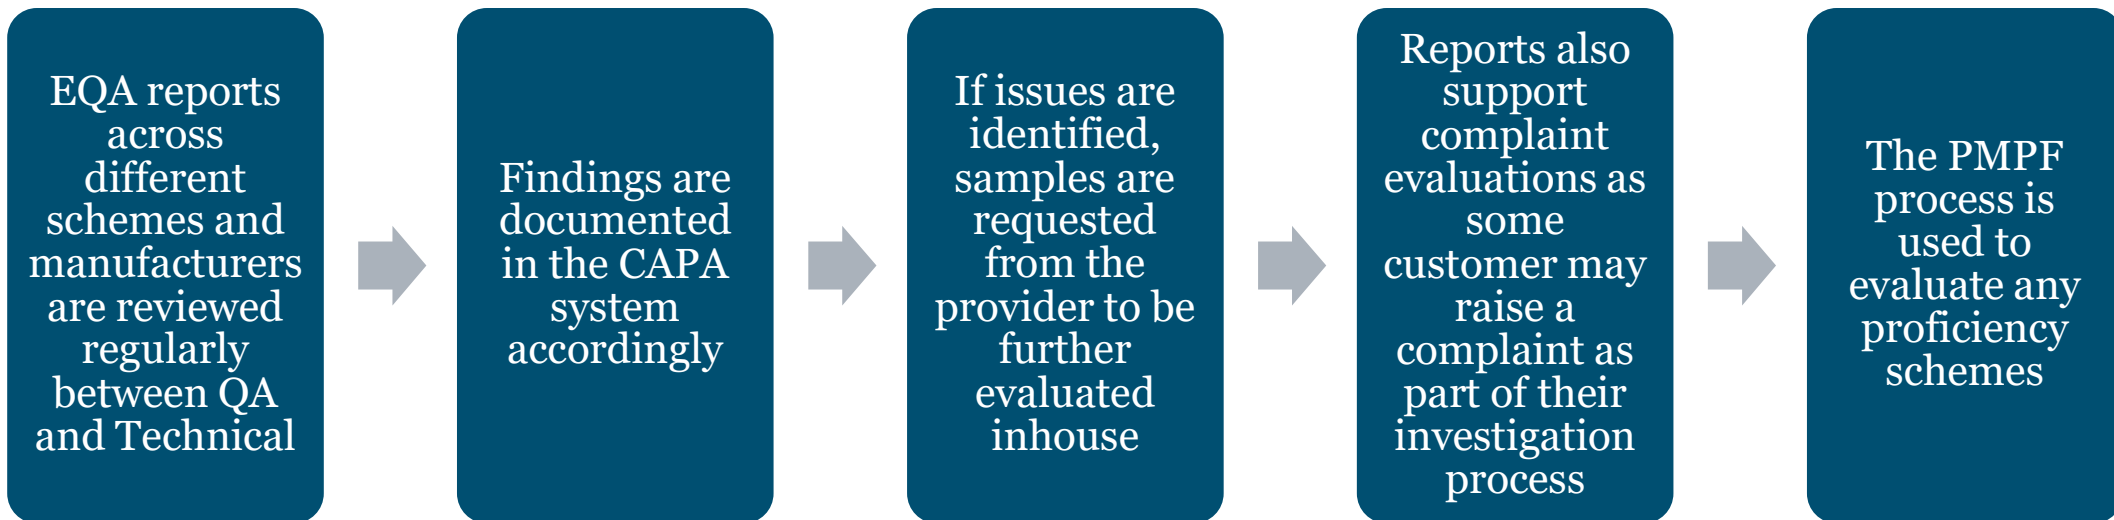 EQA reports
across
different
schemes and
manufacturers
are reviewed
regularly
between QA
and Technical
Findings are
documented
in the CAPA
system
accordingly
If issues are
identified,
samples are
requested
from the
provider to be
further
evaluated
inhouse
Reports also
support
complaint
evaluations as
some
customer may
raise a
complaint as
part of their
investigation
process
The PMPF
process is
used to
evaluate any
proficiency
schemes